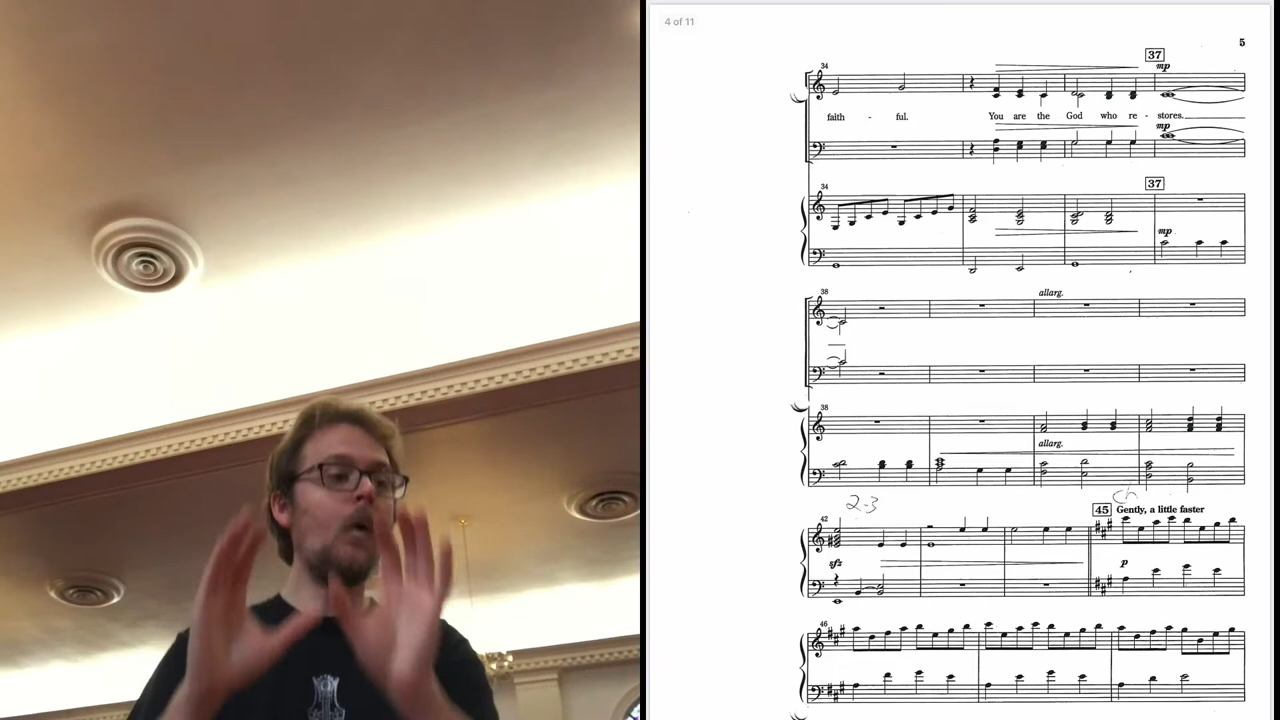 4 of 11
5
37
34
mp
faith - ful. You are the God who re - stores.
mp
34
37
mp
38
allarg.
38
allarg.
2-3
ch
42
45 Gently, a little faster
sfz
p
46